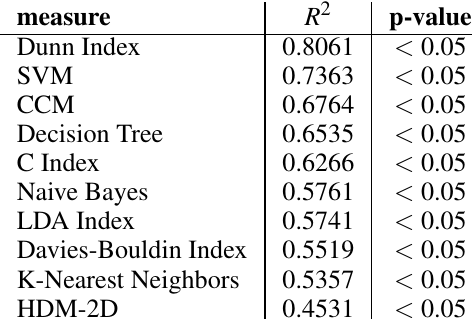 measure R² p-value
Dunn Index 0.8061 < 0.05
SVM 0.7363 < 0.05
CCM 0.6764 < 0.05
Decision Tree 0.6535 < 0.05
C Index 0.6266 < 0.05
Naive Bayes 0.5761 < 0.05
LDA Index 0.5741 < 0.05
Davies-Bouldin Index 0.5519 < 0.05
K-Nearest Neighbors 0.5357 < 0.05
HDM-2D 0.4531 < 0.05